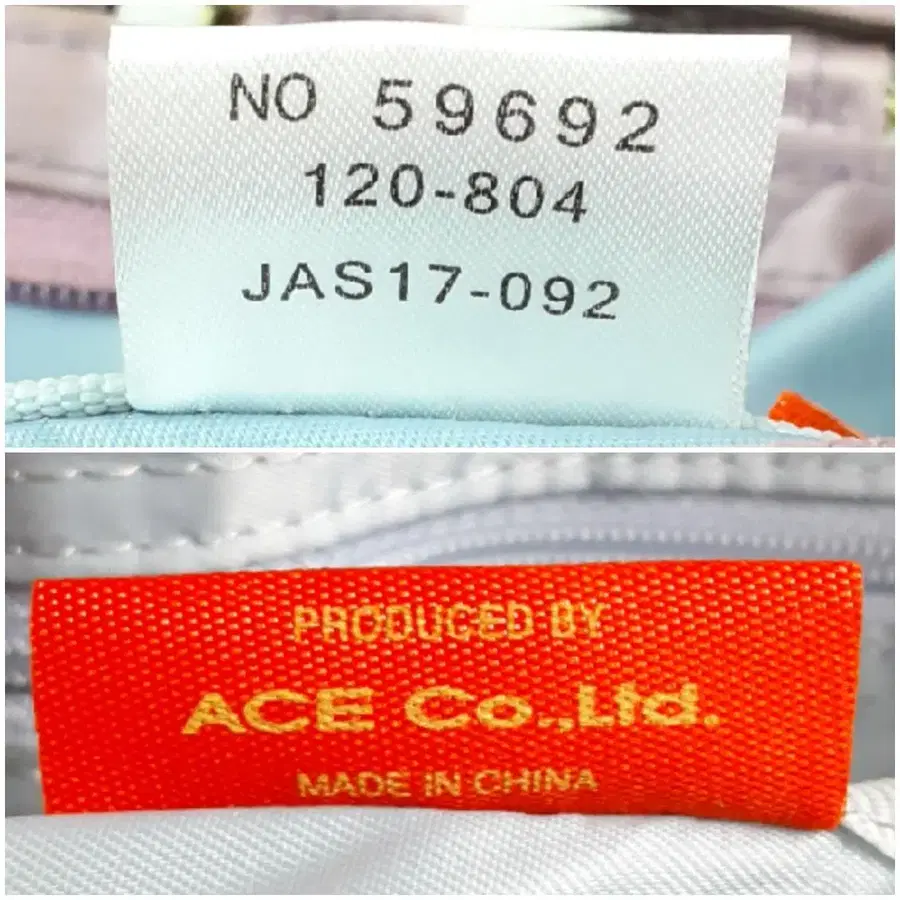 NO 59692
120-804
JAS17-092
PRODUCED BY
ACE Co.,Ltd.
MADE IN CHINA